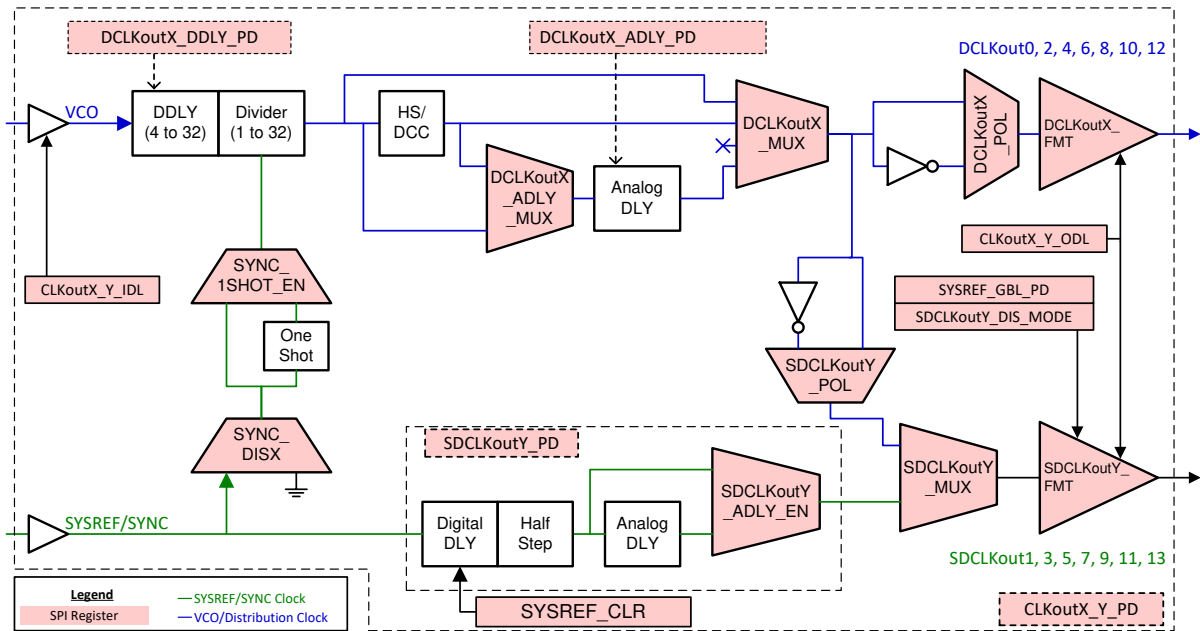 DCLKoutX_DDLY_PD
DCLKoutX_ADLY_PD
DCLKout0, 2, 4, 6, 8, 10, 12
VCO
DDLY
(4 to 32)
Divider
(1 to 32)
HS/
DCC
DCLKoutX
_ADLY
_MUX
Analog
DLY
DCLKoutX
_MUX
DCLKoutX
_POL
DCLKoutX_
FMT
CLKoutX_Y_ODL
CLKoutX_Y_IDL
SYNC_
1SHOT_EN
One
Shot
SYNC_
DISX
SYSREF_GBL_PD
SDCLKoutY_DIS_MODE
SDCLKoutY
_POL
SDCLKoutY_PD
SYSREF/SYNC
Digital
DLY
Half
Step
Analog
DLY
SDCLKoutY
_ADLY_EN
SDCLKoutY
_MUX
SDCLKoutY_
FMT
SDCLKout1, 3, 5, 7, 9, 11, 13
SYSREF_CLR
CLKoutX_Y_PD
Legend
SPI Register
SYSREF/SYNC Clock
VCO/Distribution Clock